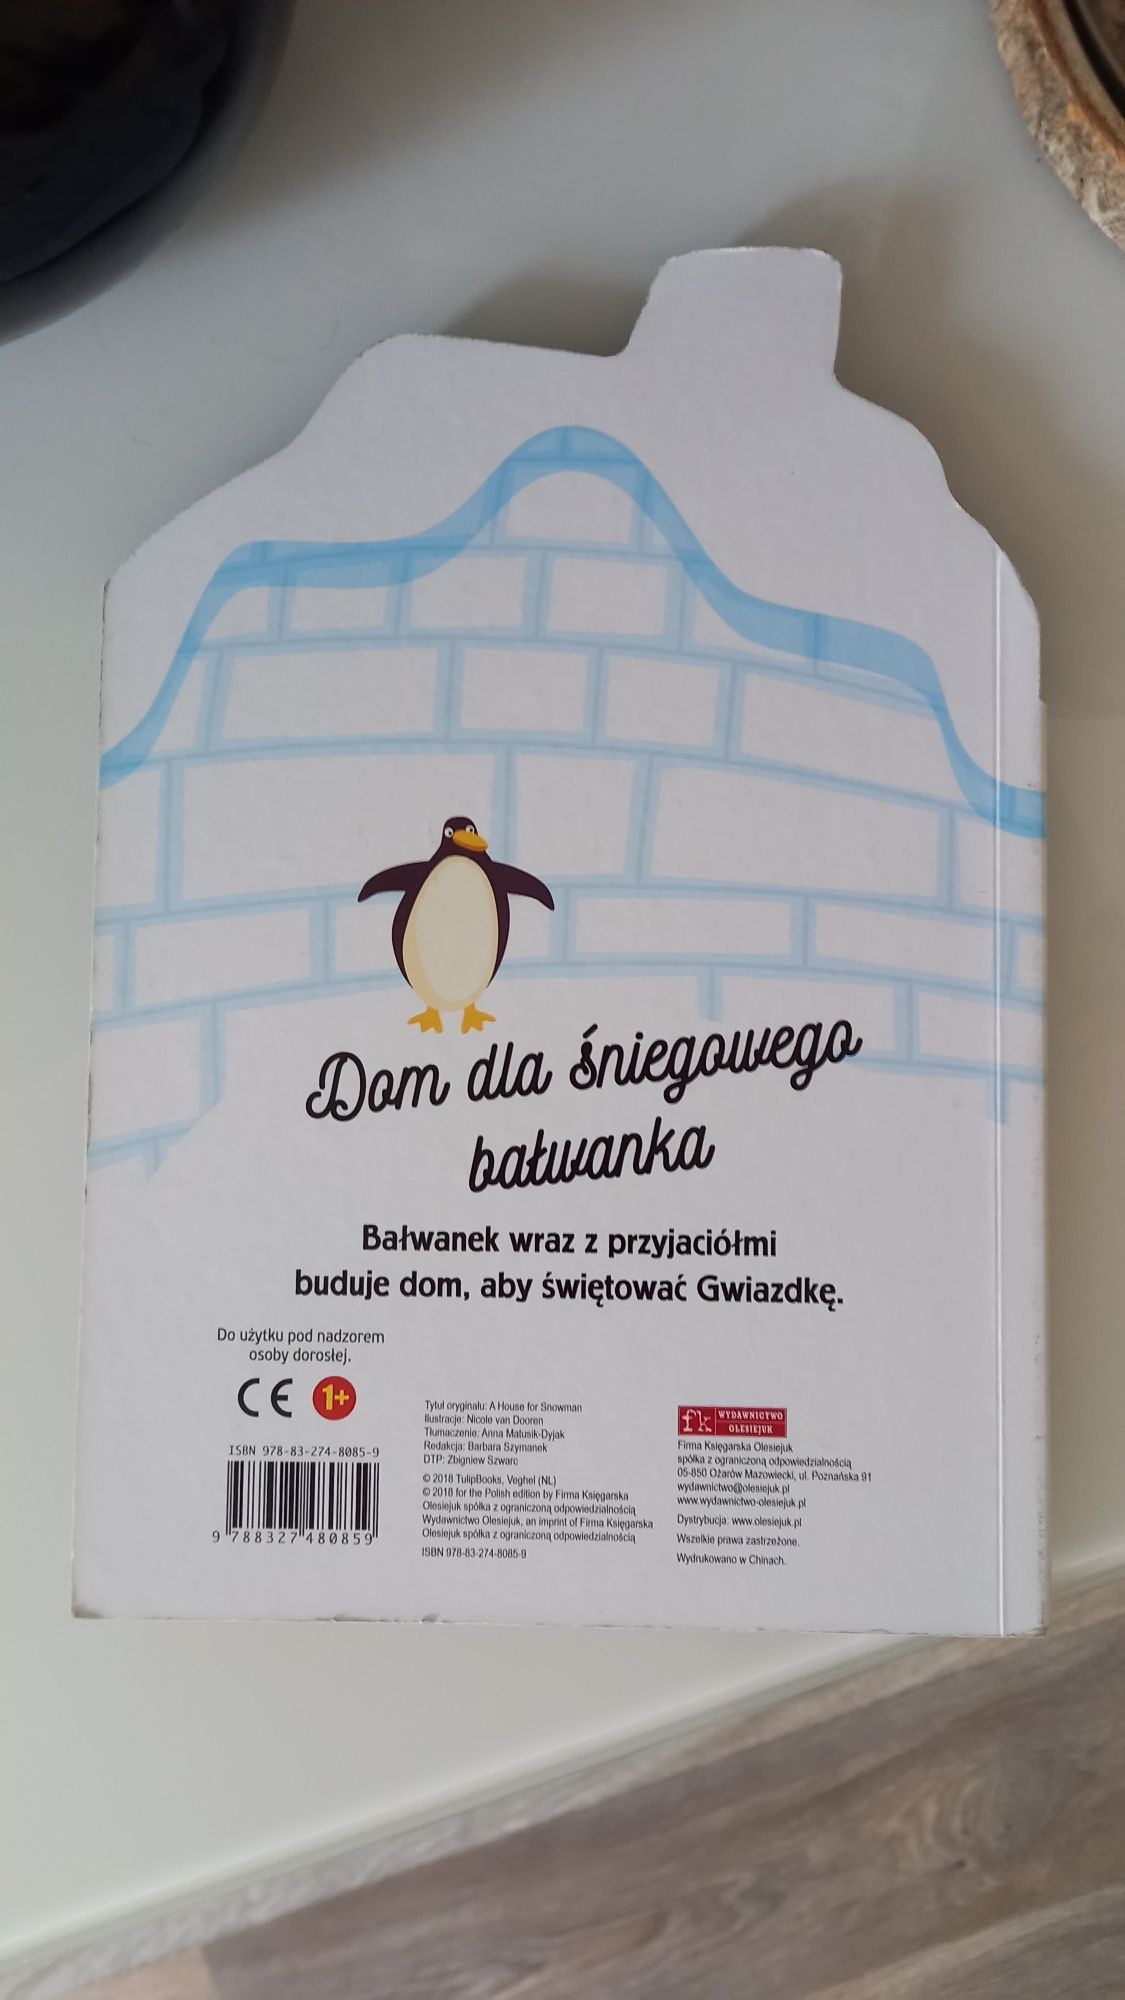 Dom dla śniegowego
bałwanka
Bałwanek wraz z przyjaciółmi
buduje dom, aby świętować Gwiazdkę.
Do użytku pod nadzorem
osoby dorosłej.
CE 1+
ISBN 978-83-274-8085-9
9 788327 480859
Tytuł oryginału: A House for Snowman
Ilustracje: Nicole van Dooren
Tłumaczenie: Anna Matusik-Dyjak
Redakcja: Barbara Szymanek
DTP: Zbigniew Szwarc
© 2018 TulipBooks, Veghel (NL)
© 2018 for the Polish edition by Firma Księgarska
Olesiejuk spółka z ograniczoną odpowiedzialnością
Wydawnictwo Olesiejuk, an imprint of Firma Księgarska
Olesiejuk spółka z ograniczoną odpowiedzialnością
ISBN 978-83-274-8085-9
fk WYDAWNICTWO
OLESIEJUK
Firma Księgarska Olesiejuk
spółka z ograniczoną odpowiedzialnością
05-850 Ożarów Mazowiecki, ul. Poznańska 91
wydawnictwo@olesiejuk.pl
www.wydawnictwo-olesiejuk.pl
Dystrybucja: www.olesiejuk.pl
Wszelkie prawa zastrzeżone.
Wydrukowano w Chinach.